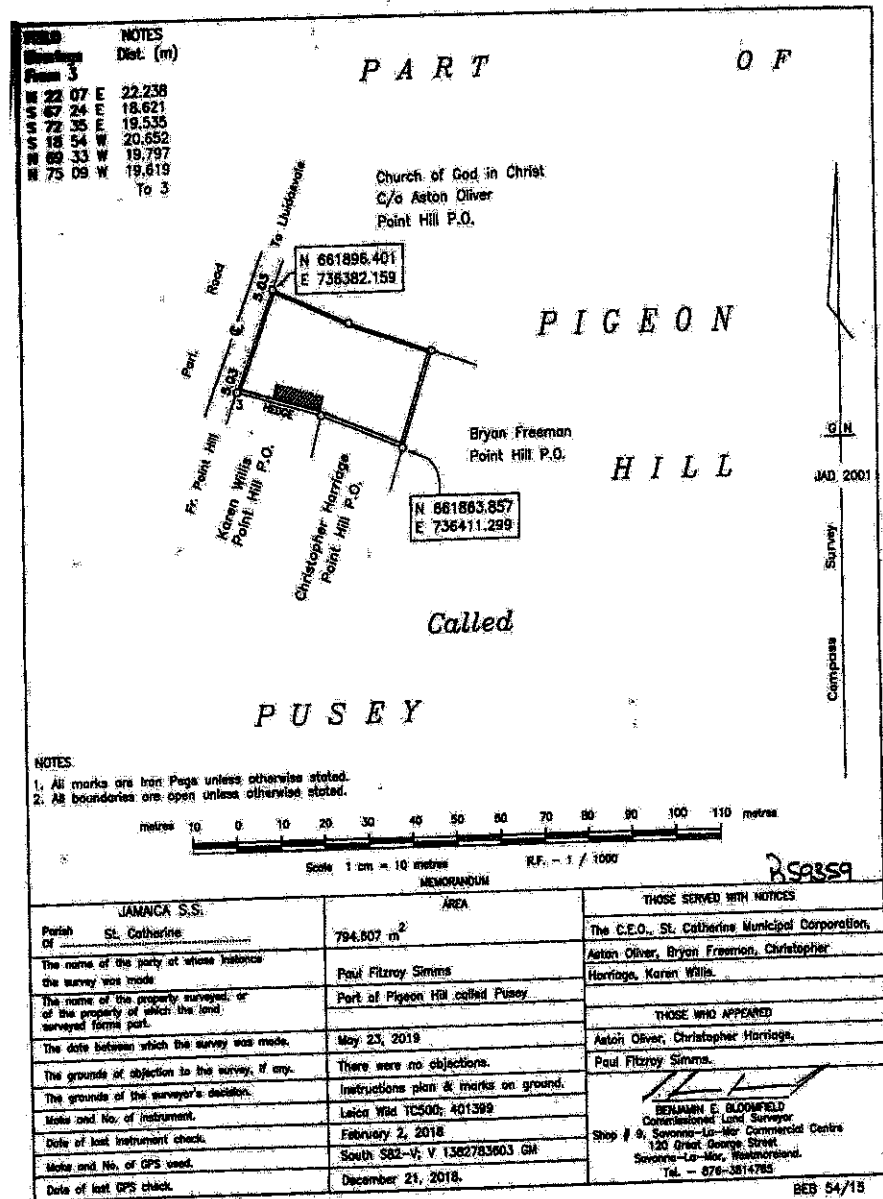 FIELD NOTES
Bearings Dist. (m)
From 3
N 22 07 E 22.238
S 67 24 E 18.621
S 72 35 E 19.535
S 18 54 W 20.652
N 69 33 W 19.797
N 75 09 W 19.619
To 3
PART OF
Church of God in Christ
C/o Aston Oliver
Point Hill P.O.
To Lluidasvale
N 661896.401
E 736382.159
5.03
Road
PIGEON
Parl.
5.03
3
HEDGE
Fr. Point Hill
Karen Willis
Point Hill P.O.
Christopher Harriage
Point Hill P.O.
Bryan Freeman
Point Hill P.O.
HILL
G N
JAD 2001
N 661863.857
E 736411.299
Compass Survey
Called
PUSEY
NOTES
1. All marks are Iron Pegs unless otherwise stated.
2. All boundaries are open unless otherwise stated.
metres 10 0 10 20 30 40 50 60 70 80 90 100 110 metres
Scale 1 cm = 10 metres R.F. - 1 / 1000
MEMORANDUM
JAMAICA S.S.
Parish Of St. Catherine
AREA
794.607 m²
THOSE SERVED WITH NOTICES
The C.E.O., St. Catherine Municipal Corporation,
Aston Oliver, Bryan Freeman, Christopher
Harriage, Karen Willis.
The name of the party at whose instance
the survey was made
Paul Fitzroy Simms
The name of the property surveyed, or
of the property of which the land
surveyed forms part.
Part of Pigeon Hill called Pusey
THOSE WHO APPEARED
Aston Oliver, Christopher Harriage,
Paul Fitzroy Simms.
The date between which the survey was made.
May 23, 2019
The grounds of objection to the survey, if any.
There were no objections.
The grounds of the surveyor's decision.
Instructions plan & marks on ground.
Make and No. of instrument.
Leica Wild TC500; 401399
Date of last instrument check.
February 2, 2018
Make and No. of GPS used.
South S82-V; V 1382783603 GM
Date of last GPS check.
December 21, 2018.
BENJAMIN E. BLOOMFIELD
Commissioned Land Surveyor
Shop # 9, Savanna-La-Mar Commercial Centre
120 Great George Street
Savanna-La-Mar, Westmoreland.
Tel. - 876-3814765
BEB 54/15